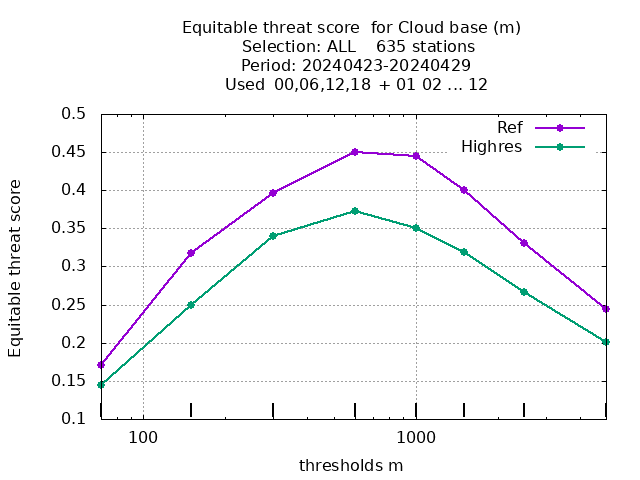 Equitable threat score  for Cloud base (m)
Selection: ALL    635 stations
Period: 20240423-20240429
Used  00,06,12,18 + 01 02 ... 12
Ref
Highres
Equitable threat score
0.5
0.45
0.4
0.35
0.3
0.25
0.2
0.15
0.1
100
1000
thresholds m